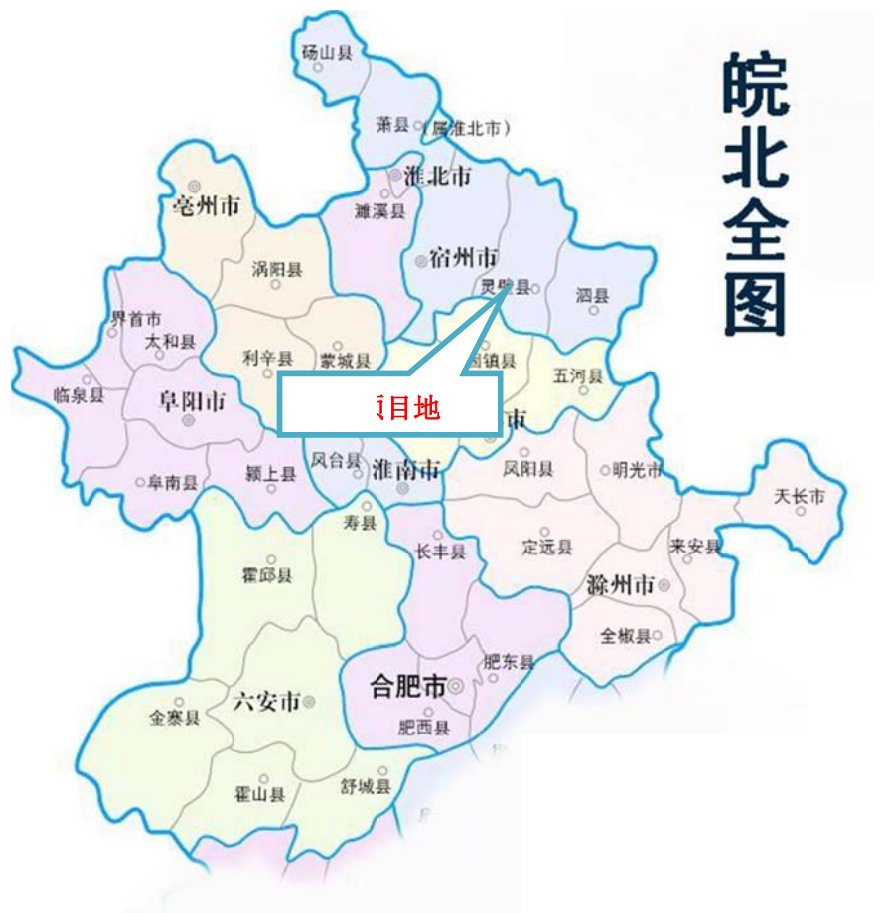 皖北全图
砀山县
萧县
(属淮北市)
淮北市
濉溪县
亳州市
宿州市
涡阳县
灵璧县
泗县
界首市
太和县
利辛县
蒙城县
固镇县
五河县
临泉县
阜阳市
项目地
市
凤台县
淮南市
凤阳县
明光市
阜南县
颍上县
天长市
寿县
长丰县
定远县
来安县
霍邱县
滁州市
全椒县
肥东县
合肥市
六安市
金寨县
肥西县
舒城县
霍山县